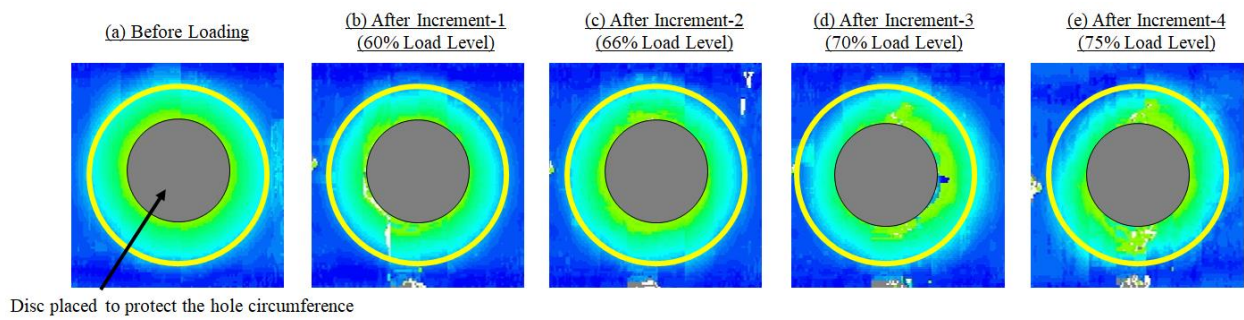 (a) Before Loading
(b) After Increment-1
(60% Load Level)
(c) After Increment-2
(66% Load Level)
(d) After Increment-3
(70% Load Level)
(e) After Increment-4
(75% Load Level)
Disc placed to protect the hole circumference